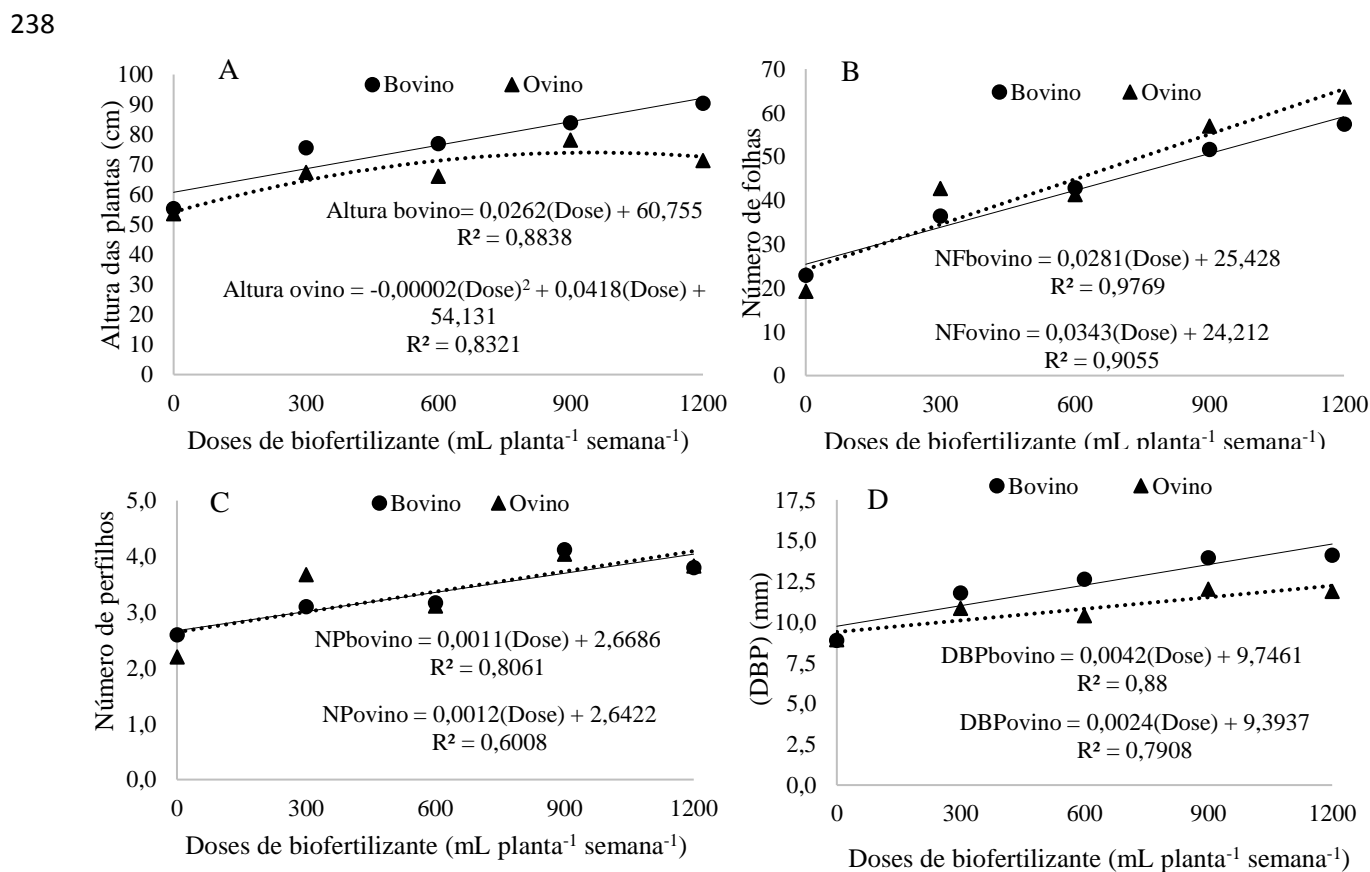 238
A
Bovino Ovino
100
90
80
70
60
50
40
30
20
10
0
Altura das plantas (cm)
Altura bovino= 0,0262(Dose) + 60,755
R² = 0,8838
Altura ovino = -0,00002(Dose)² + 0,0418(Dose) +
54,131
R² = 0,8321
0 300 600 900 1200
Doses de biofertilizante (mL planta⁻¹ semana⁻¹)
B
Bovino Ovino
70
60
50
40
30
20
10
0
Número de folhas
NFbovino = 0,0281(Dose) + 25,428
R² = 0,9769
NFovino = 0,0343(Dose) + 24,212
R² = 0,9055
0 300 600 900 1200
Doses de biofertilizante (mL planta⁻¹ semana⁻¹)
C
Bovino Ovino
5,0
4,0
3,0
2,0
1,0
0,0
Número de perfilhos
NPbovino = 0,0011(Dose) + 2,6686
R² = 0,8061
NPovino = 0,0012(Dose) + 2,6422
R² = 0,6008
0 300 600 900 1200
Doses de biofertilizante (mL planta⁻¹ semana⁻¹)
D
Bovino Ovino
17,5
15,0
12,5
10,0
7,5
5,0
2,5
0,0
(DBP) (mm)
DBPbovino = 0,0042(Dose) + 9,7461
R² = 0,88
DBPovino = 0,0024(Dose) + 9,3937
R² = 0,7908
0 300 600 900 1200
Doses de biofertilizante (mL planta⁻¹ semana⁻¹)